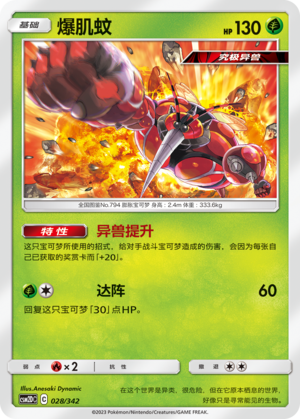 基础 爆肌蚊 HP 130
究极异兽
全国图鉴No.794 膨胀宝可梦 身高：2.4m 体重：333.6kg
特性 异兽提升
这只宝可梦所使用的招式，给对手战斗宝可梦造成的伤害，会因为每张自己已获取的奖赏卡而「+20」。
达阵 60
回复这只宝可梦「30」点HP。
弱点 ×2 抗性 撤退
Illus.Anesaki Dynamic
CSM2D C C 028/342
在这个世界是异类、很危险，但在它原本栖息的世界，
好像只是寻常能见的生物。
©2023 Pokémon/Nintendo/Creatures/GAME FREAK.